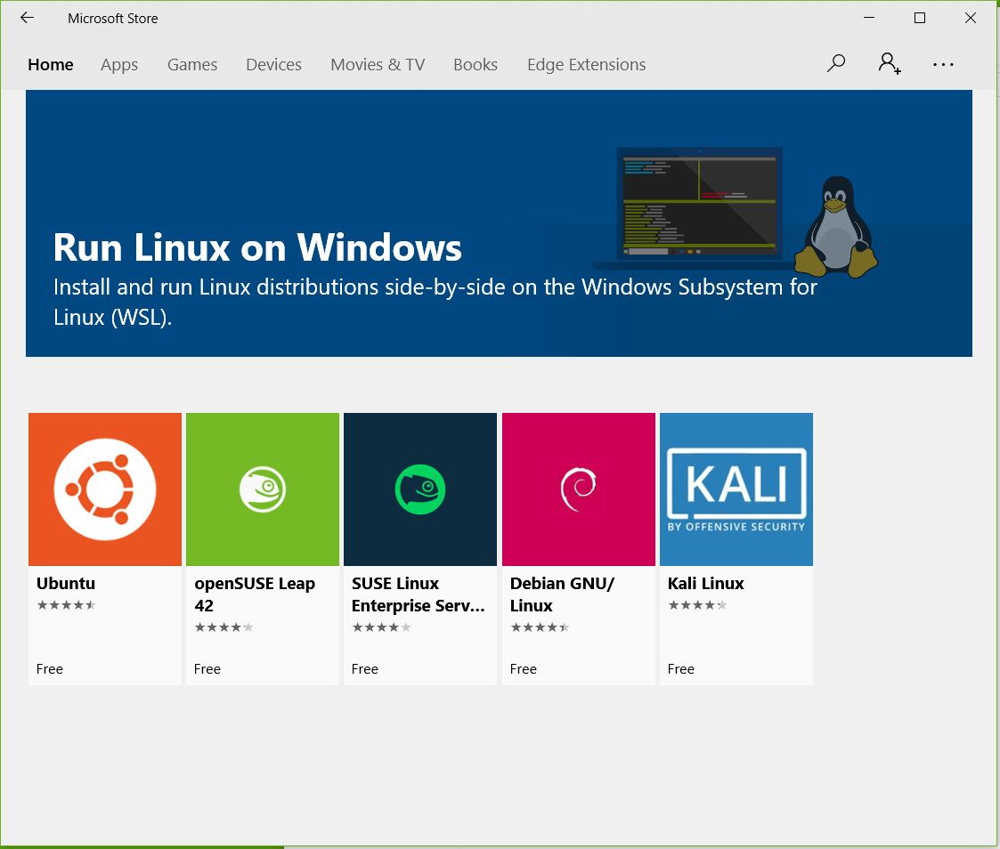 Microsoft Store
Home Apps Games Devices Movies & TV Books Edge Extensions
Run Linux on Windows
Install and run Linux distributions side-by-side on the Windows Subsystem for
Linux (WSL).
KALI
BY OFFENSIVE SECURITY
Ubuntu
Free
openSUSE Leap
42
Free
SUSE Linux
Enterprise Serv...
Free
Debian GNU/
Linux
Free
Kali Linux
Free